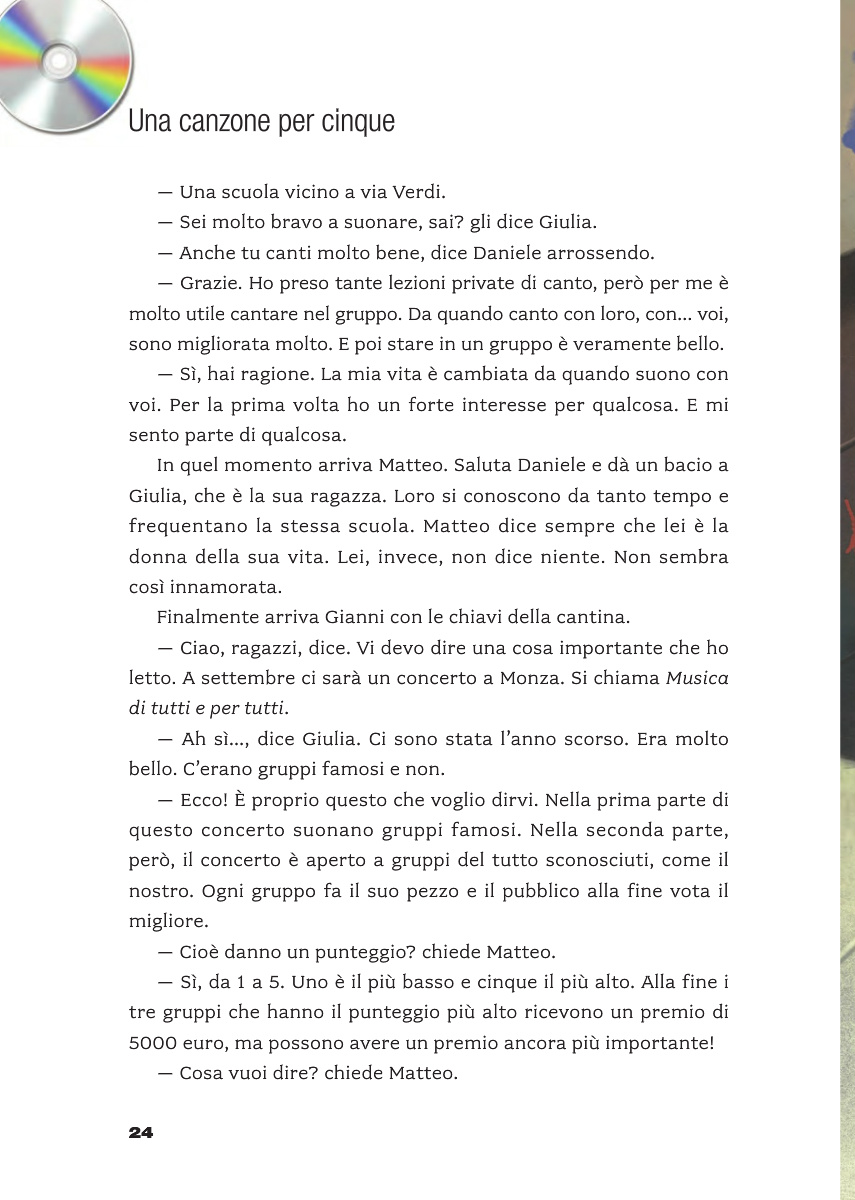 Una canzone per cinque
— Una scuola vicino a via Verdi.
— Sei molto bravo a suonare, sai? gli dice Giulia.
— Anche tu canti molto bene, dice Daniele arrossendo.
— Grazie. Ho preso tante lezioni private di canto, però per me è
molto utile cantare nel gruppo. Da quando canto con loro, con... voi,
sono migliorata molto. E poi stare in un gruppo è veramente bello.
— Sì, hai ragione. La mia vita è cambiata da quando suono con
voi. Per la prima volta ho un forte interesse per qualcosa. E mi
sento parte di qualcosa.
In quel momento arriva Matteo. Saluta Daniele e dà un bacio a
Giulia, che è la sua ragazza. Loro si conoscono da tanto tempo e
frequentano la stessa scuola. Matteo dice sempre che lei è la
donna della sua vita. Lei, invece, non dice niente. Non sembra
così innamorata.
Finalmente arriva Gianni con le chiavi della cantina.
— Ciao, ragazzi, dice. Vi devo dire una cosa importante che ho
letto. A settembre ci sarà un concerto a Monza. Si chiama Musica
di tutti e per tutti.
— Ah sì..., dice Giulia. Ci sono stata l’anno scorso. Era molto
bello. C’erano gruppi famosi e non.
— Ecco! È proprio questo che voglio dirvi. Nella prima parte di
questo concerto suonano gruppi famosi. Nella seconda parte,
però, il concerto è aperto a gruppi del tutto sconosciuti, come il
nostro. Ogni gruppo fa il suo pezzo e il pubblico alla fine vota il
migliore.
— Cioè danno un punteggio? chiede Matteo.
— Sì, da 1 a 5. Uno è il più basso e cinque il più alto. Alla fine i
tre gruppi che hanno il punteggio più alto ricevono un premio di
5000 euro, ma possono avere un premio ancora più importante!
— Cosa vuoi dire? chiede Matteo.
24